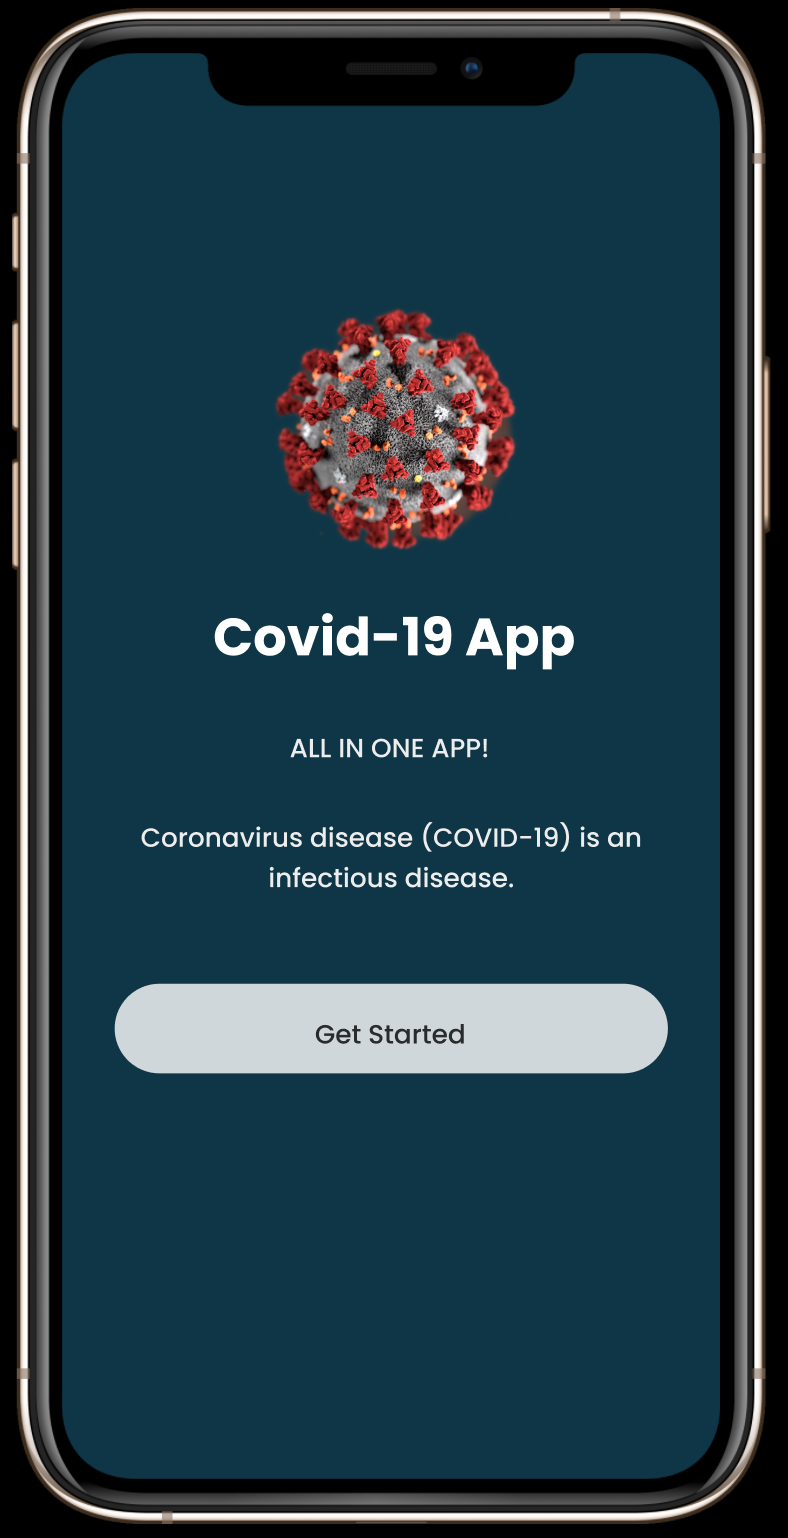 Covid-19 App
ALL IN ONE APP!
Coronavirus disease (COVID-19) is an
infectious disease.
Get Started